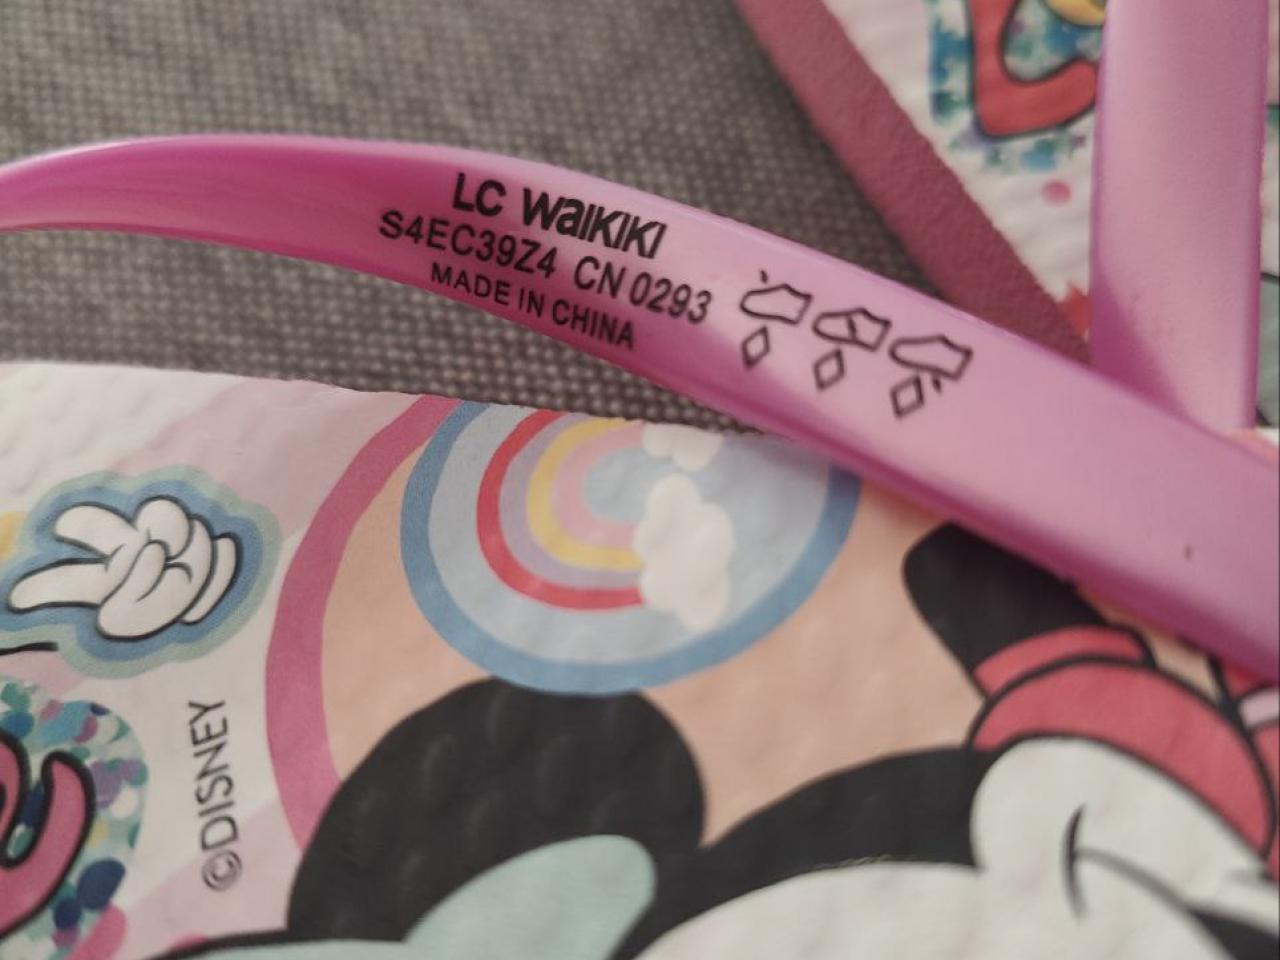 LC WaiKiKi
S4EC39Z4 CN 0293
MADE IN CHINA
©DISNEY